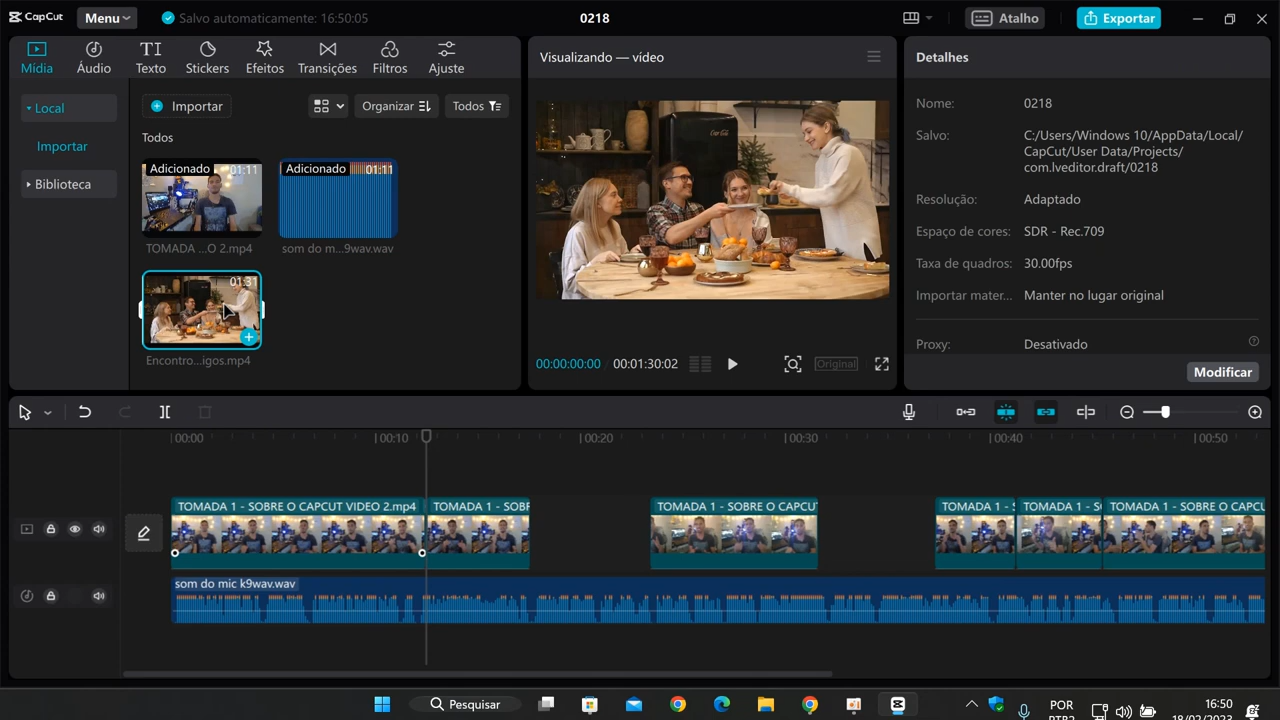 CapCut
Menu
Salvo automaticamente: 16:50:05
0218
Atalho
Exportar
Mídia
Áudio
TI
Texto
Stickers
Efeitos
Transições
Filtros
Ajuste
Local
Importar
Biblioteca
Importar
Organizar
Todos
Todos
Adicionado 01:11
TOMADA ...O 2.mp4
Adicionado 01:11
som do m...9wav.wav
01:31
Encontro...igos.mp4
Visualizando — video
00:00:00:00 / 00:01:30:02
Original
Detalhes
Nome: 0218
Salvo: C:/Users/Windows 10/AppData/Local/
CapCut/User Data/Projects/
com.lveditor.draft/0218
Resolução: Adaptado
Espaço de cores: SDR - Rec.709
Taxa de quadros: 30.00fps
Importar mater... Manter no lugar original
Proxy: Desativado
Modificar
00:00 00:10 00:20 00:30 00:40 00:50
TOMADA 1 - SOBRE O CAPCUT VIDEO 2.mp4
TOMADA 1 - SOBR
TOMADA 1 - SOBRE O CAPCUT
TOMADA 1 - S
TOMADA 1 - SO
TOMADA 1 - SOBRE O CAPCU
som do mic k9wav.wav
Pesquisar
POR
PTB2
16:50
18/02/2023